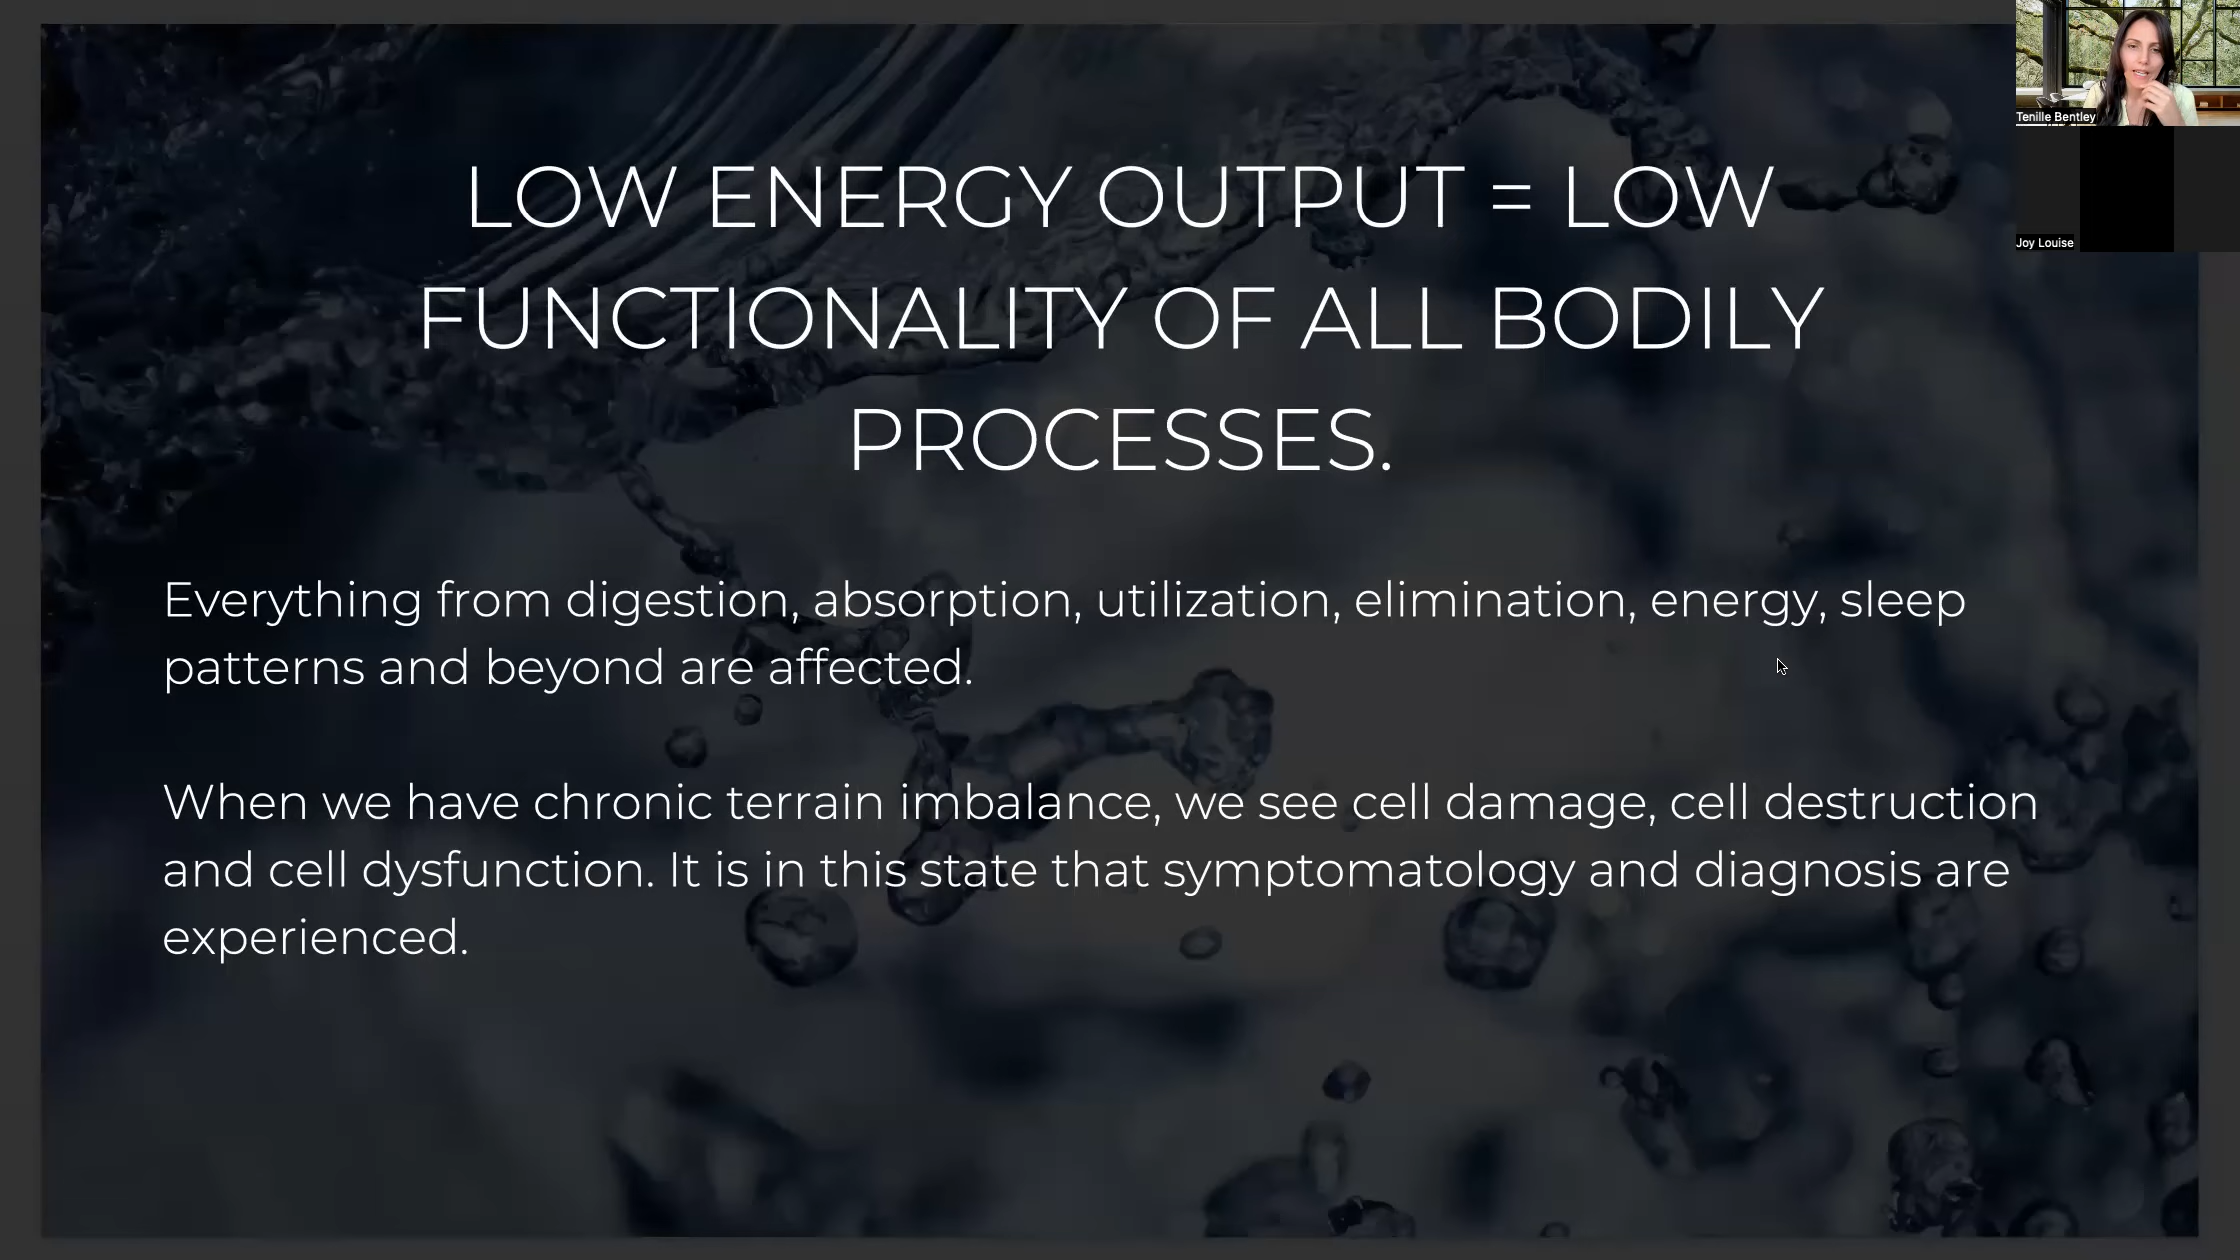 LOW ENERGY OUTPUT = LOW
FUNCTIONALITY OF ALL BODILY
PROCESSES.
Everything from digestion, absorption, utilization, elimination, energy, sleep
patterns and beyond are affected.
When we have chronic terrain imbalance, we see cell damage, cell destruction
and cell dysfunction. It is in this state that symptomatology and diagnosis are
experienced.
Tenille Bentley
Joy Louise